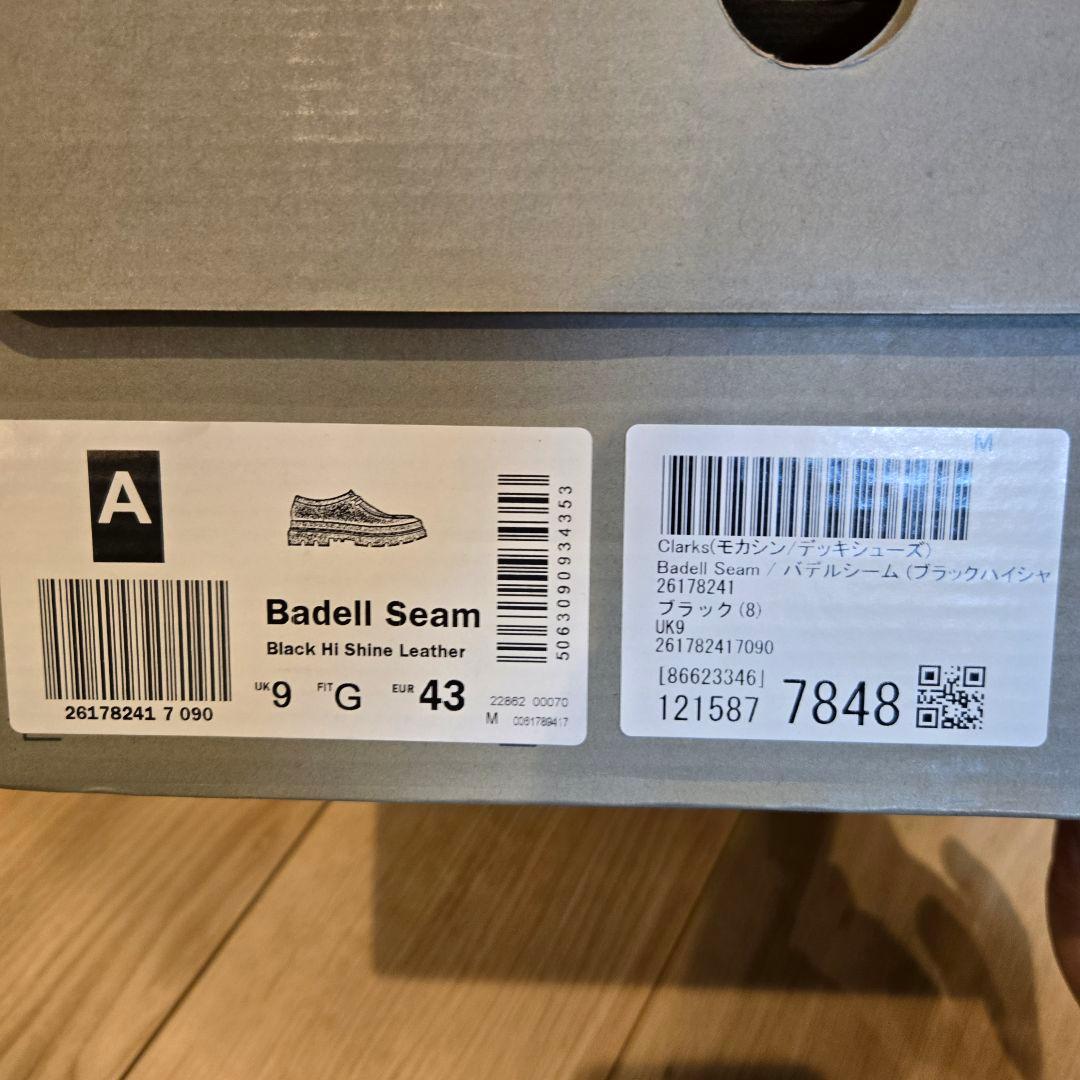 A
26178241 7 090
Badell Seam
Black Hi Shine Leather
UK 9 FIT G EUR 43
5063090934353
22862 00070
M 0061789417
M
Clarks(モカシン/デッキシューズ)
Badell Seam / バデルシーム (ブラックハイシャ
26178241
ブラック(8)
UK9
261782417090
[86623346]
121587 7848